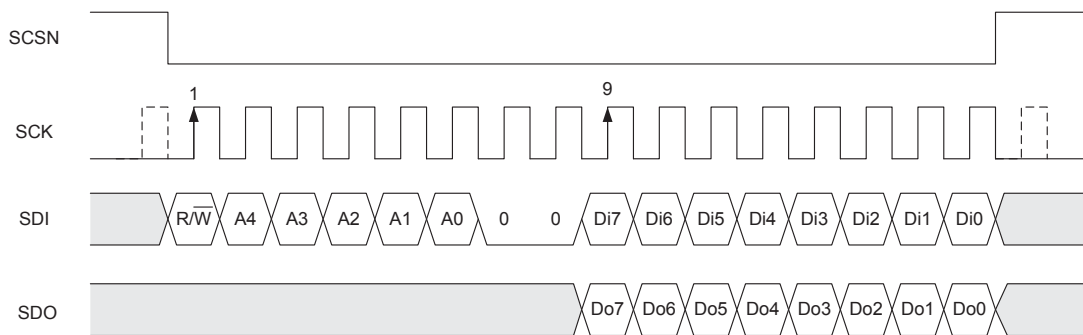 SCSN
1 9
SCK
SDI R/W̅ A4 A3 A2 A1 A0 0 0 Di7 Di6 Di5 Di4 Di3 Di2 Di1 Di0
SDO Do7 Do6 Do5 Do4 Do3 Do2 Do1 Do0